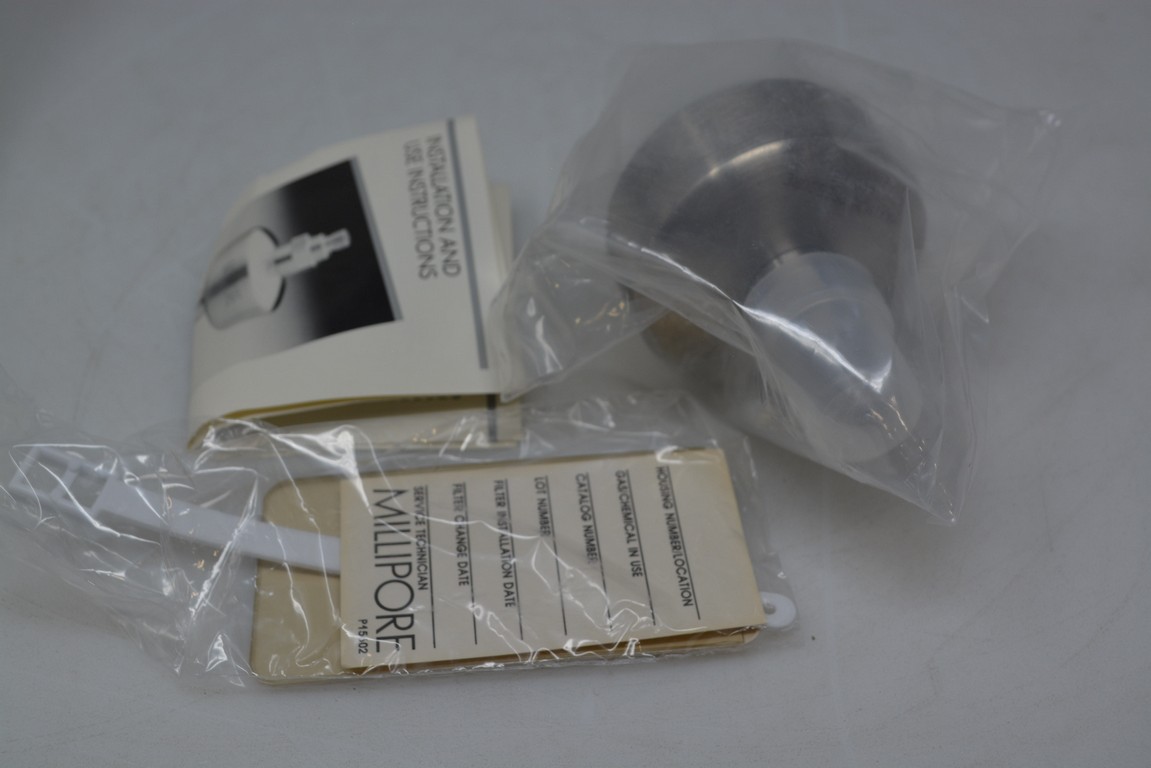 INSTALLATION AND
USE INSTRUCTIONS
HOUSING NUMBER/LOCATION
GAS/CHEMICAL IN USE
CATALOG NUMBER
LOT NUMBER
FILTER INSTALLATION DATE
FILTER CHANGE DATE
SERVICE TECHNICIAN
MILLIPORE